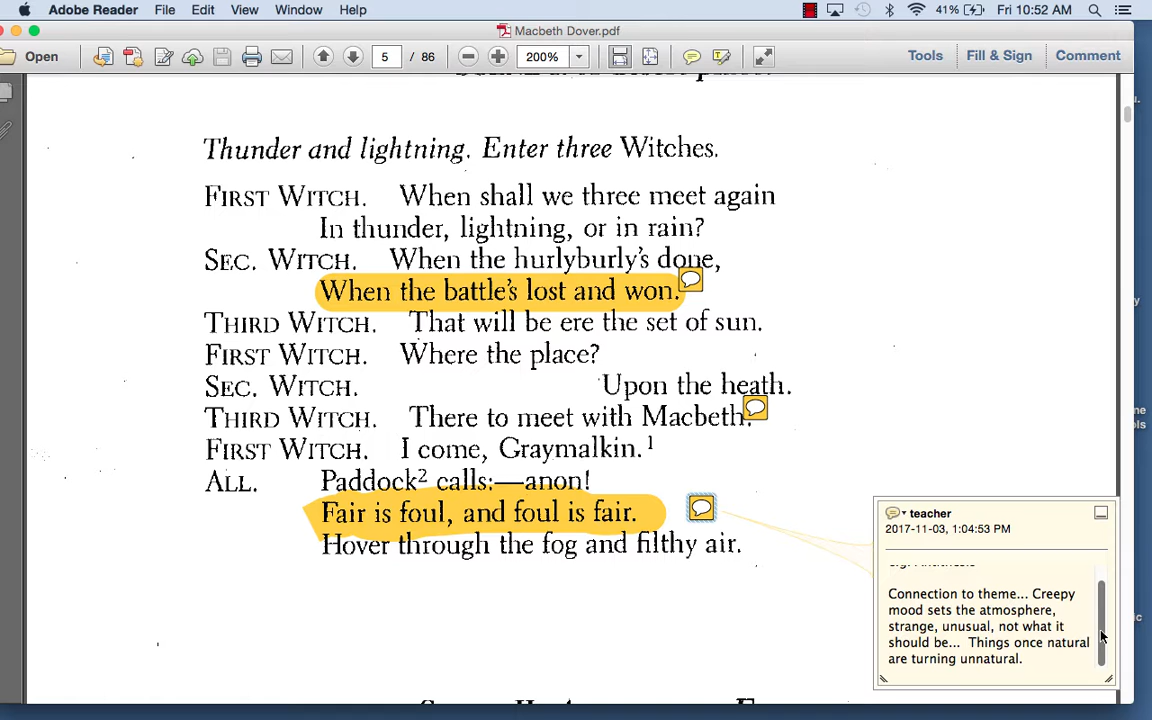 Adobe Reader File Edit View Window Help 41% Fri 10:52 AM
Macbeth Dover.pdf
Open 5 / 86 200% Tools Fill & Sign Comment
Thunder and lightning. Enter three Witches.
FIRST WITCH. When shall we three meet again
In thunder, lightning, or in rain?
SEC. WITCH. When the hurlyburly's done,
When the battle's lost and won.
THIRD WITCH. That will be ere the set of sun.
FIRST WITCH. Where the place?
SEC. WITCH. Upon the heath.
THIRD WITCH. There to meet with Macbeth.
FIRST WITCH. I come, Graymalkin.¹
ALL. Paddock² calls:—anon!
Fair is foul, and foul is fair.
Hover through the fog and filthy air.
teacher
2017-11-03, 1:04:53 PM
Connection to theme... Creepy
mood sets the atmosphere,
strange, unusual, not what it
should be... Things once natural
are turning unnatural.